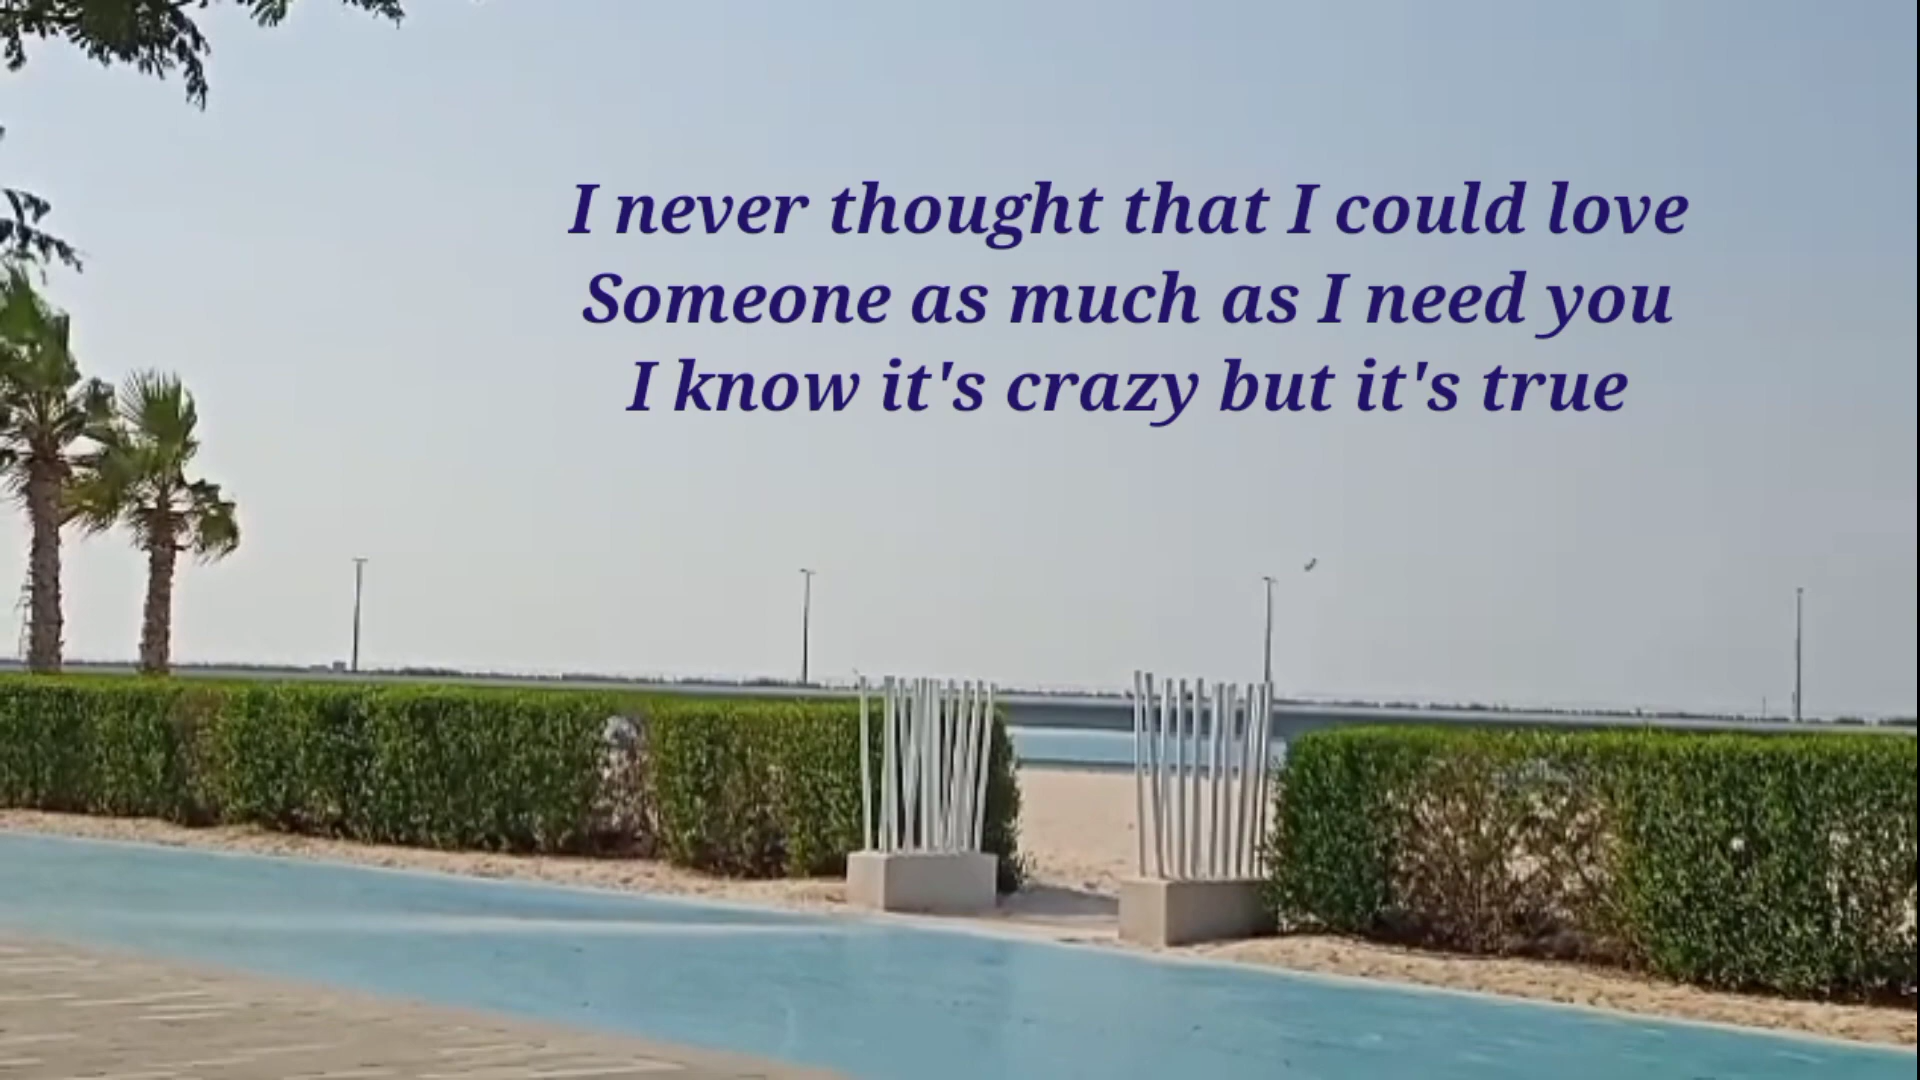 I never thought that I could love
Someone as much as I need you
I know it's crazy but it's true